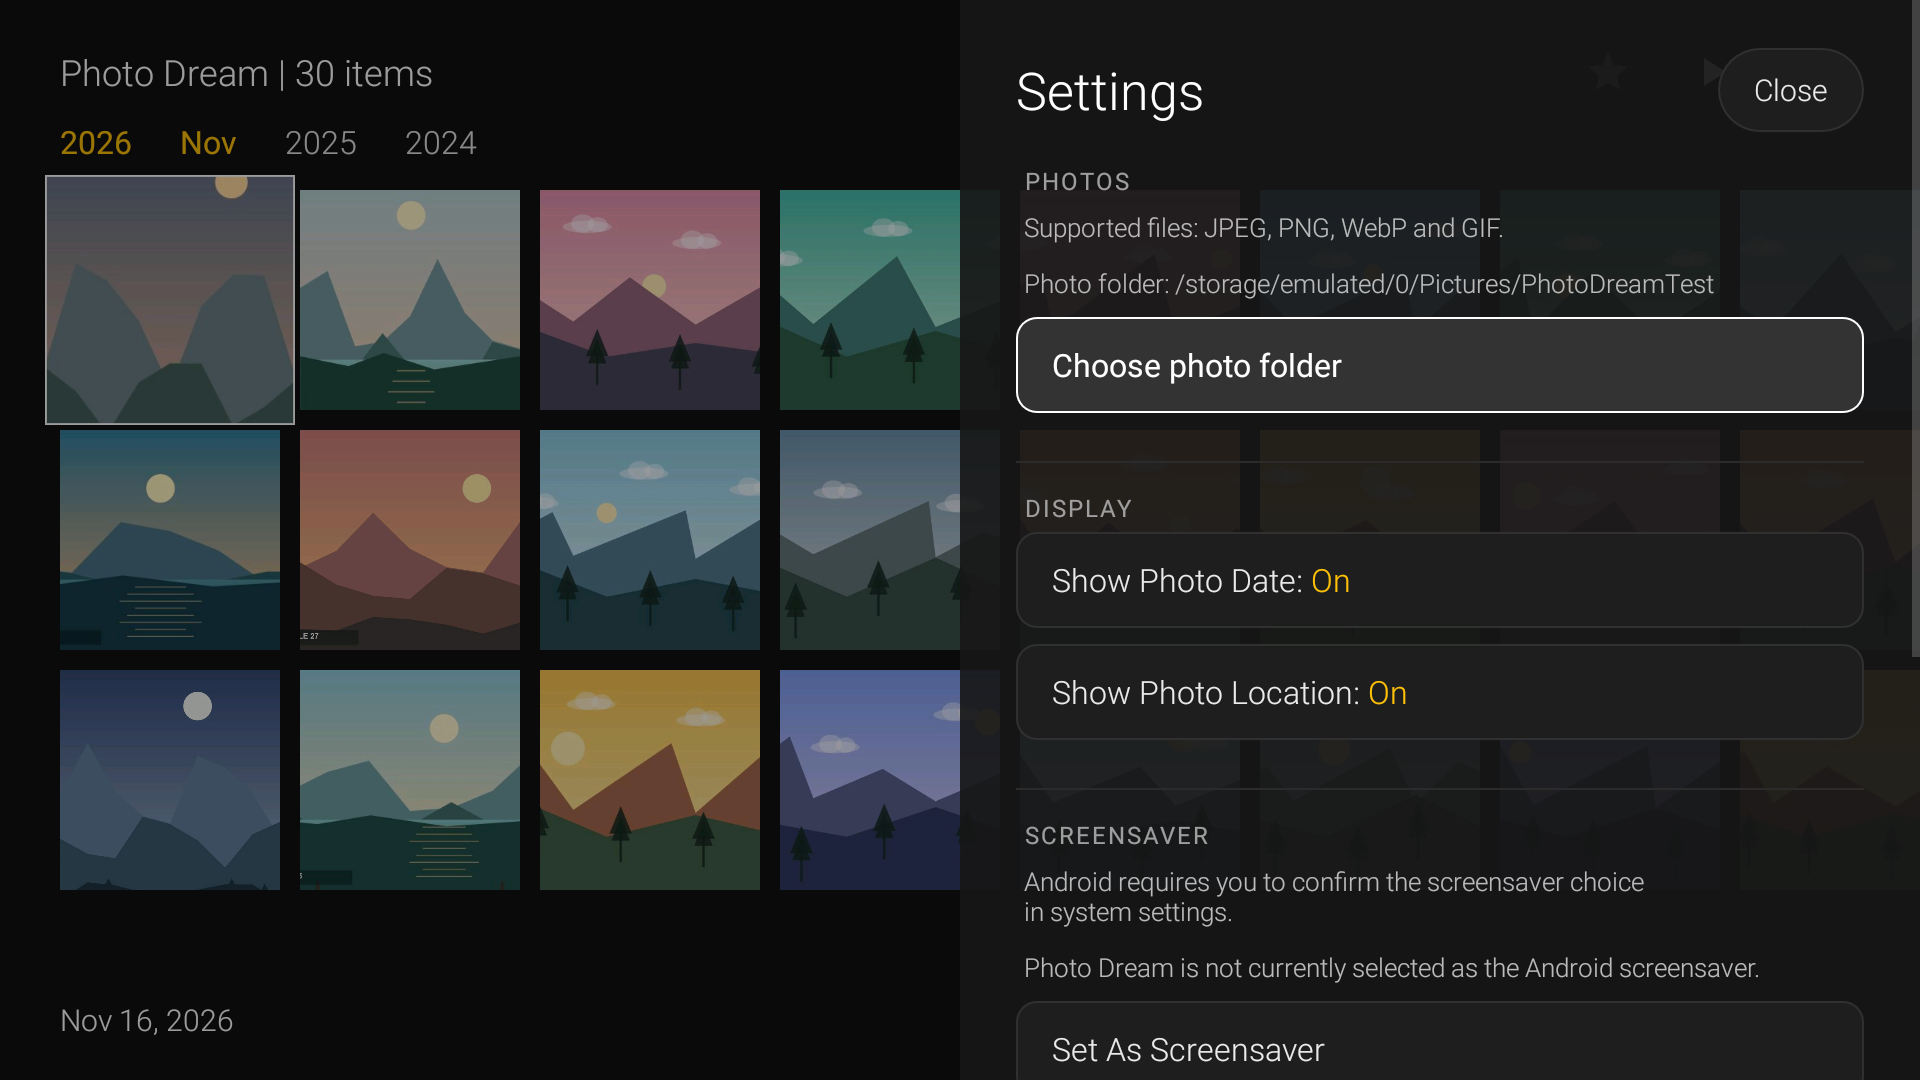 Photo Dream | 30 items
2026 Nov 2025 2024
LE 27
Nov 16, 2026
Settings
Close
PHOTOS
Supported files: JPEG, PNG, WebP and GIF.
Photo folder: /storage/emulated/0/Pictures/PhotoDreamTest
Choose photo folder
DISPLAY
Show Photo Date: On
Show Photo Location: On
SCREENSAVER
Android requires you to confirm the screensaver choice
in system settings.
Photo Dream is not currently selected as the Android screensaver.
Set As Screensaver